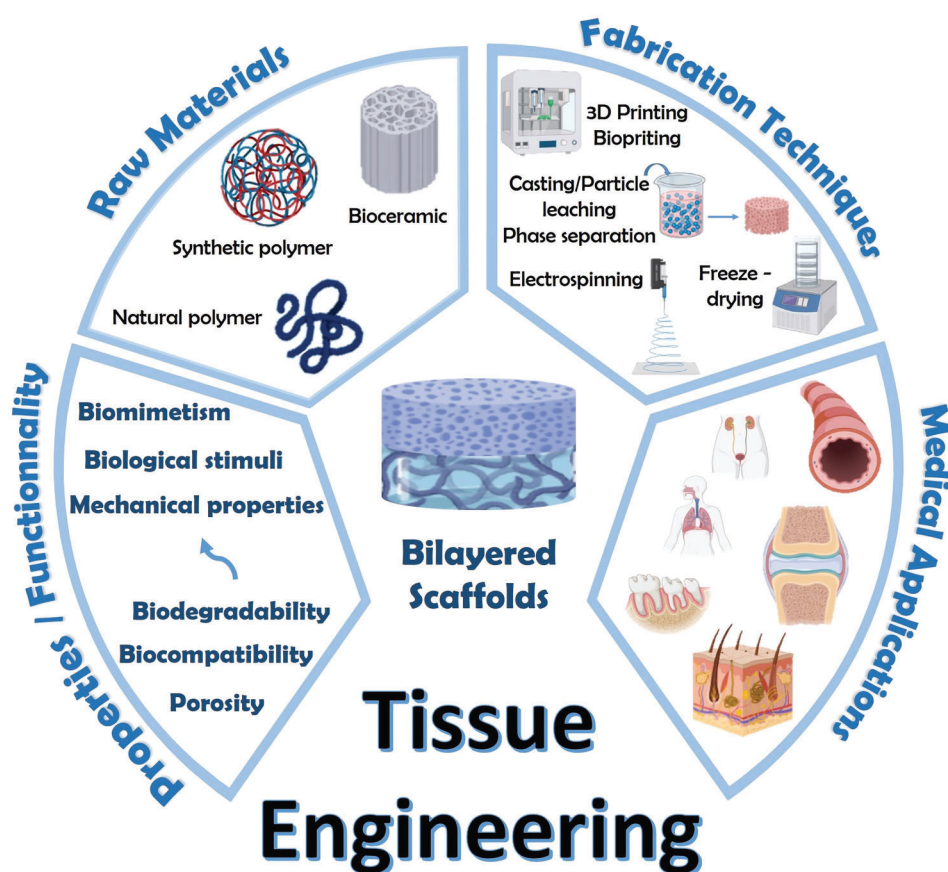 Raw Materials
Synthetic polymer
Bioceramic
Natural polymer
Fabrication Techniques
3D Printing
Biopriting
Casting/Particle
leaching
Phase separation
Electrospinning
Freeze -
drying
Properties / Functionnality
Biomimetism
Biological stimuli
Mechanical properties
Biodegradability
Biocompatibility
Porosity
Bilayered
Scaffolds
Medical Applications
Tissue
Engineering